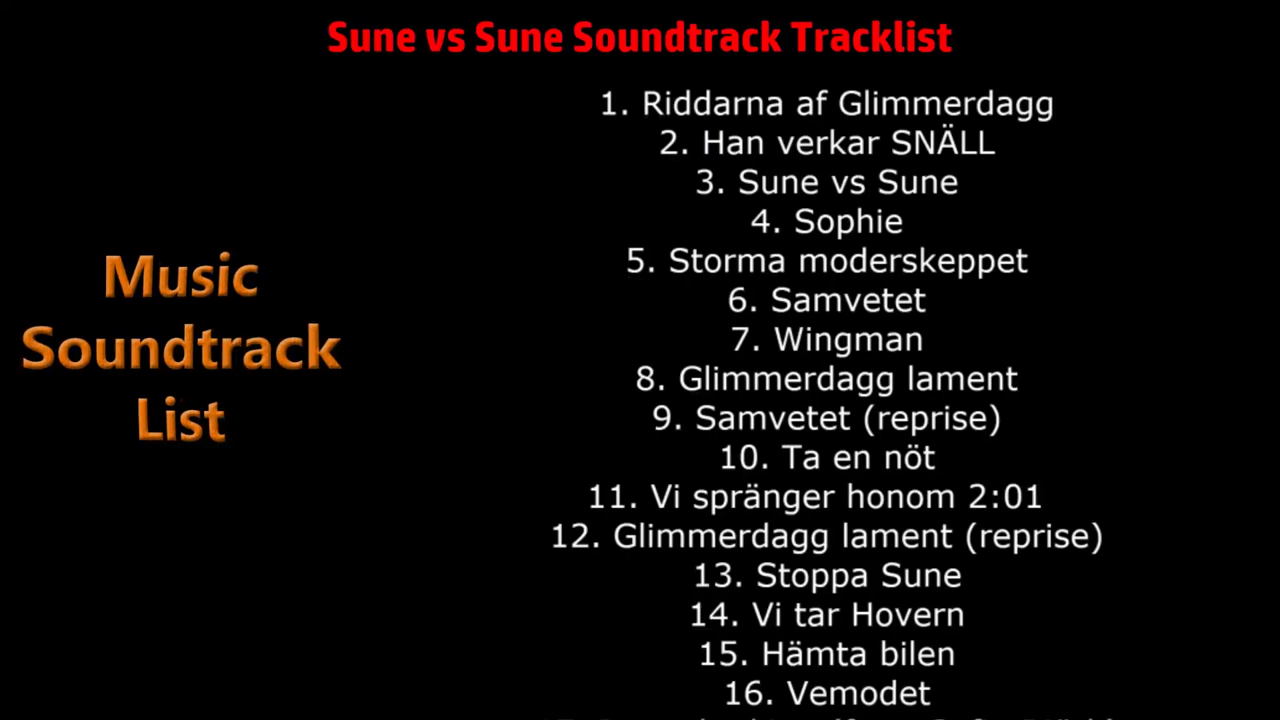 Sune vs Sune Soundtrack Tracklist
Music
Soundtrack
List
1. Riddarna af Glimmerdagg
2. Han verkar SNÄLL
3. Sune vs Sune
4. Sophie
5. Storma moderskeppet
6. Samvetet
7. Wingman
8. Glimmerdagg lament
9. Samvetet (reprise)
10. Ta en nöt
11. Vi spränger honom 2:01
12. Glimmerdagg lament (reprise)
13. Stoppa Sune
14. Vi tar Hovern
15. Hämta bilen
16. Vemodet